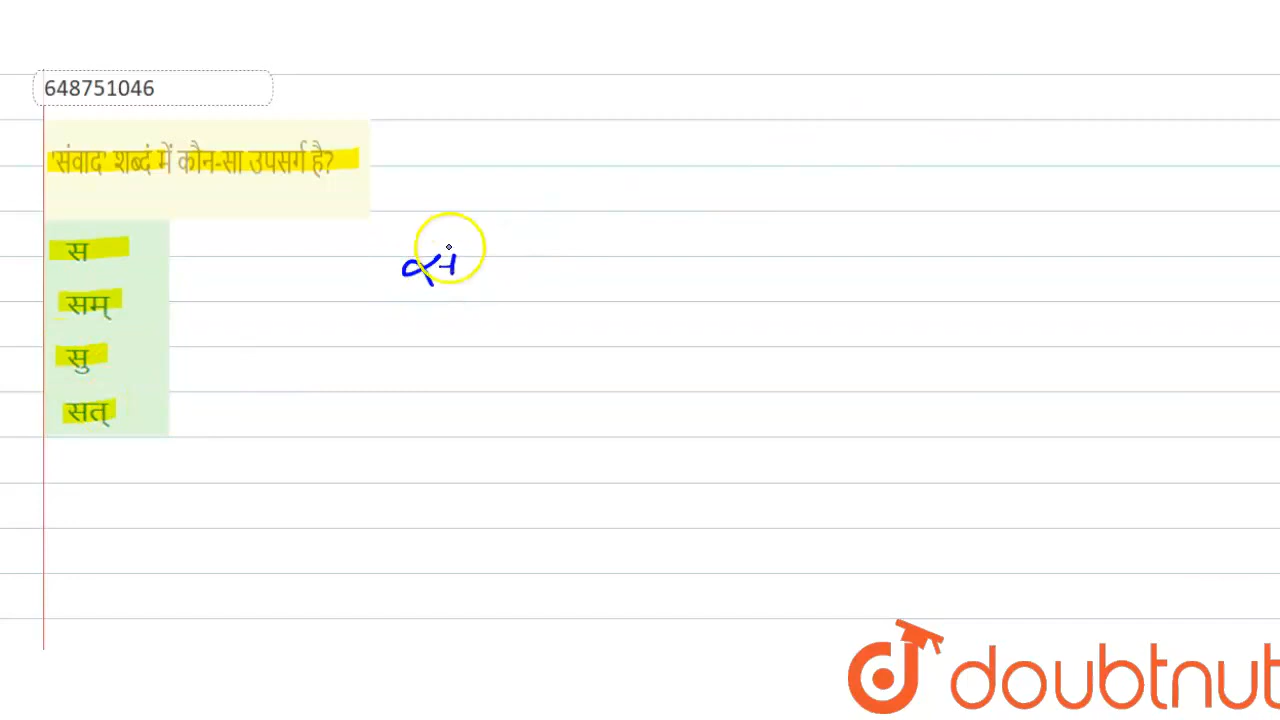 648751046
'संवाद' शब्दं में कौन-सा उपसर्ग है?
स
सम्
सु
सत्
स
doubtnut